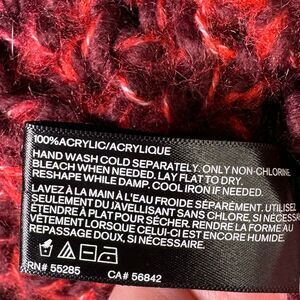 100%ACRYLIC/ACRYLIQUE
HAND WASH COLD SEPARATELY. ONLY NON-CHLORINE
BLEACH WHEN NEEDED. LAY FLAT TO DRY.
RESHAPE WHILE DAMP. COOL IRON IF NEEDED.
LAVEZ À LA MAIN À L'EAU FROIDE SÉPARÉMENT. UTILISEZ
SEULEMENT DU JAVELLISANT SANS CHLORE, SI NÉCESSAI
ÉTENDRE À PLAT POUR SÉCHER. RENDRE LA FORME AU
VÊTEMENT LORSQUE CELUI-CI EST ENCORE HUMIDE.
REPASSAGE DOUX, SI NÉCESSAIRE.
RN# 55285 CA# 56842